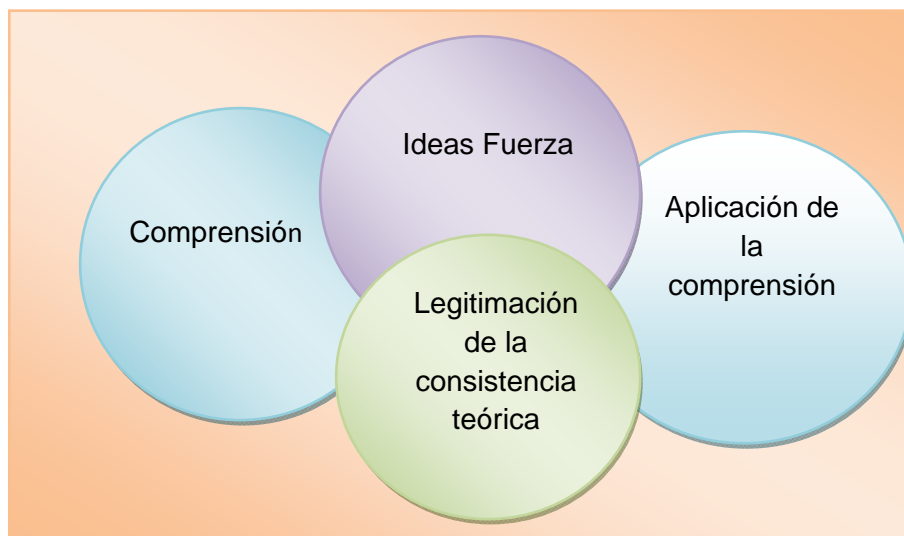 Ideas Fuerza
Comprensión
Aplicación de
la
comprensión
Legitimación
de la
consistencia
teórica